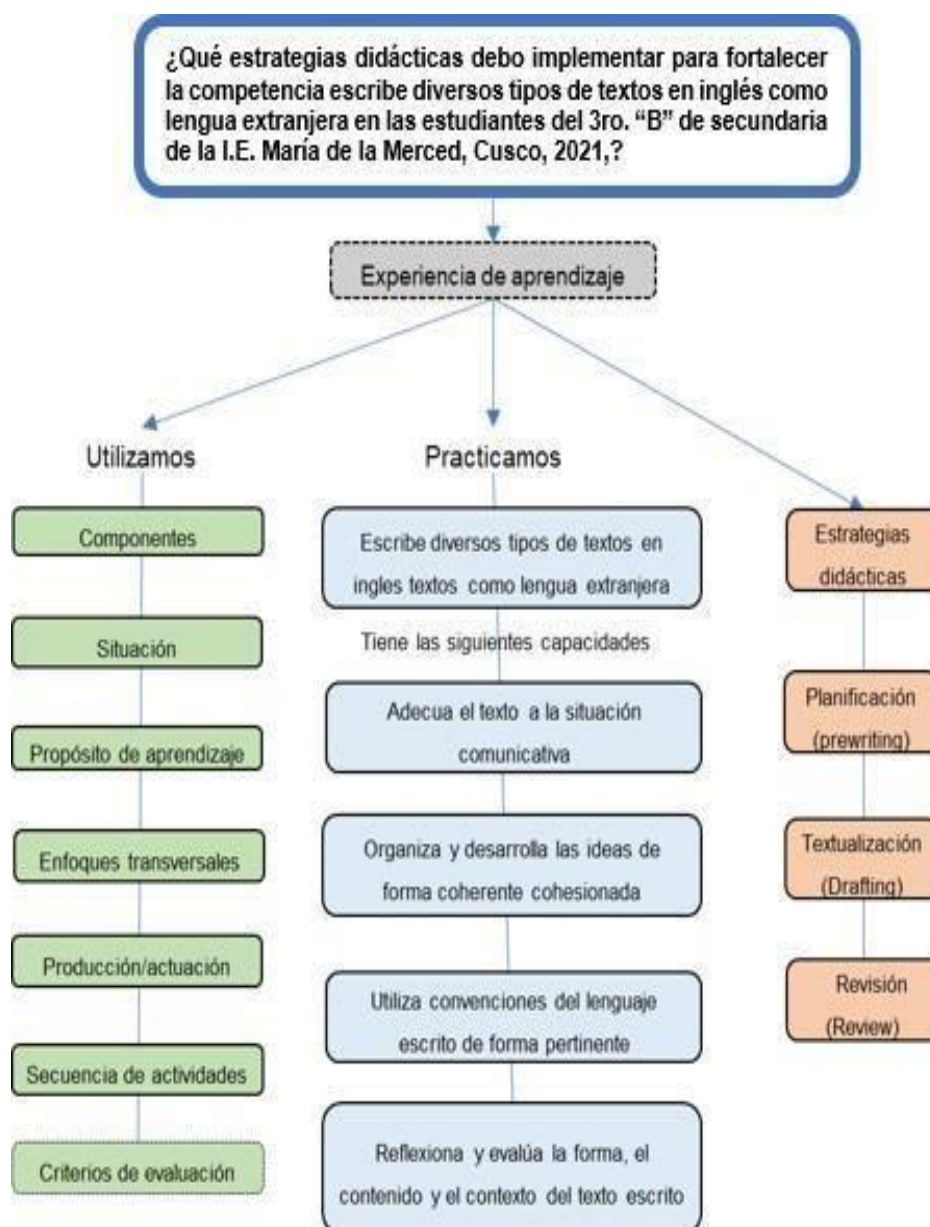 ¿Qué estrategias didácticas debo implementar para fortalecer
la competencia escribe diversos tipos de textos en inglés como
lengua extranjera en las estudiantes del 3ro. “B” de secundaria
de la I.E. María de la Merced, Cusco, 2021,?
Experiencia de aprendizaje
Utilizamos
Componentes
Situación
Propósito de aprendizaje
Enfoques transversales
Producción/actuación
Secuencia de actividades
Criterios de evaluación
Practicamos
Escribe diversos tipos de textos en
ingles textos como lengua extranjera
Tiene las siguientes capacidades
Adecua el texto a la situación
comunicativa
Organiza y desarrolla las ideas de
forma coherente cohesionada
Utiliza convenciones del lenguaje
escrito de forma pertinente
Reflexiona y evalúa la forma, el
contenido y el contexto del texto escrito
Estrategias
didácticas
Planificación
(prewriting)
Textualización
(Drafting)
Revisión
(Review)